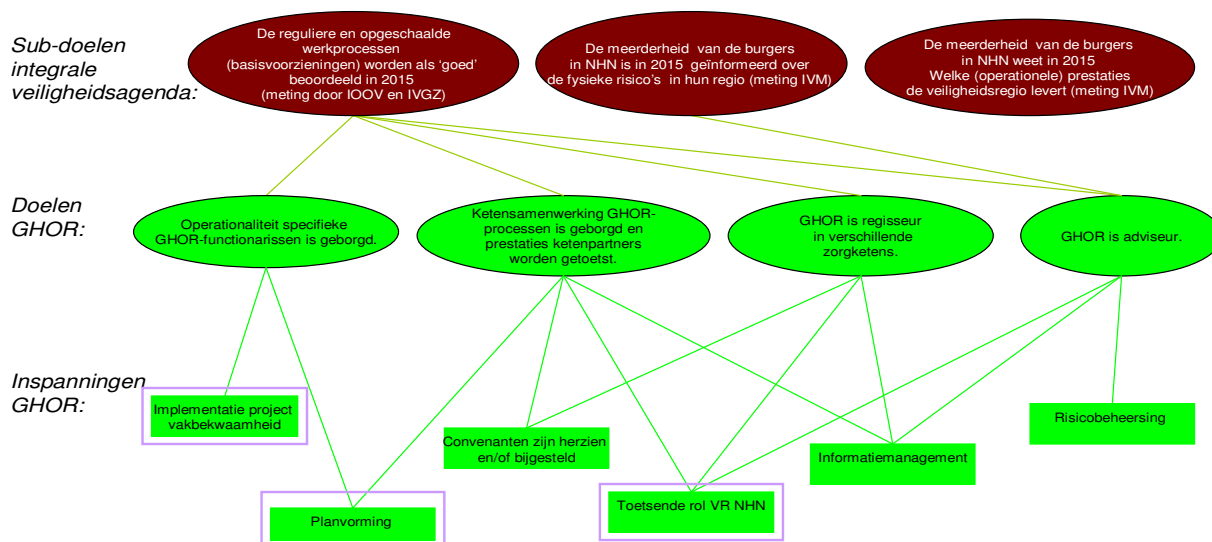 Sub-doelen
integrale
veiligheidsagenda:
De reguliere en opgeschaalde
werkprocessen
(basisvoorzieningen) worden als ‘goed’
beoordeeld in 2015
(meting door IOOV en IVGZ)
De meerderheid van de burgers
in NHN is in 2015 geïnformeerd over
de fysieke risico’s in hun regio (meting IVM)
De meerderheid van de burgers
in NHN weet in 2015
Welke (operationele) prestaties
de veiligheidsregio levert (meting IVM)
Doelen
GHOR:
Operationaliteit specifieke
GHOR-functionarissen is geborgd.
Ketensamenwerking GHOR-
processen is geborgd en
prestaties ketenpartners
worden getoetst.
GHOR is regisseur
in verschillende
zorgketens.
GHOR is adviseur.
Inspanningen
GHOR:
Implementatie project
vakbekwaamheid
Convenanten zijn herzien
en/of bijgesteld
Informatiemanagement
Risicobeheersing
Planvorming
Toetsende rol VR NHN